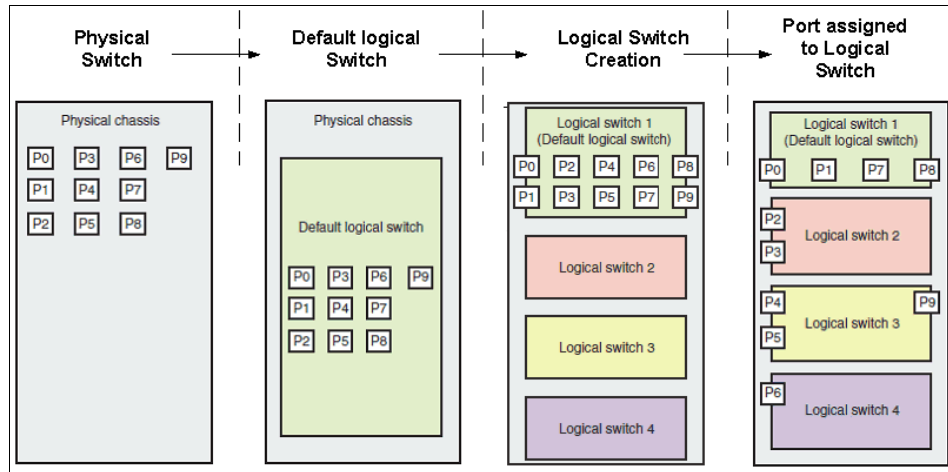 Physical
Switch
Default logical
Switch
Logical Switch
Creation
Port assigned
to Logical
Switch
Physical chassis
P0 P3 P6 P9
P1 P4 P7
P2 P5 P8
Physical chassis
Default logical switch
P0 P3 P6 P9
P1 P4 P7
P2 P5 P8
Logical switch 1
(Default logical switch)
P0 P2 P4 P6 P8
P1 P3 P5 P7 P9
Logical switch 2
Logical switch 3
Logical switch 4
Logical switch 1
(Default logical switch)
P0 P1 P7 P8
P2
Logical switch 2
P3
P4 P9
Logical switch 3
P5
P6
Logical switch 4